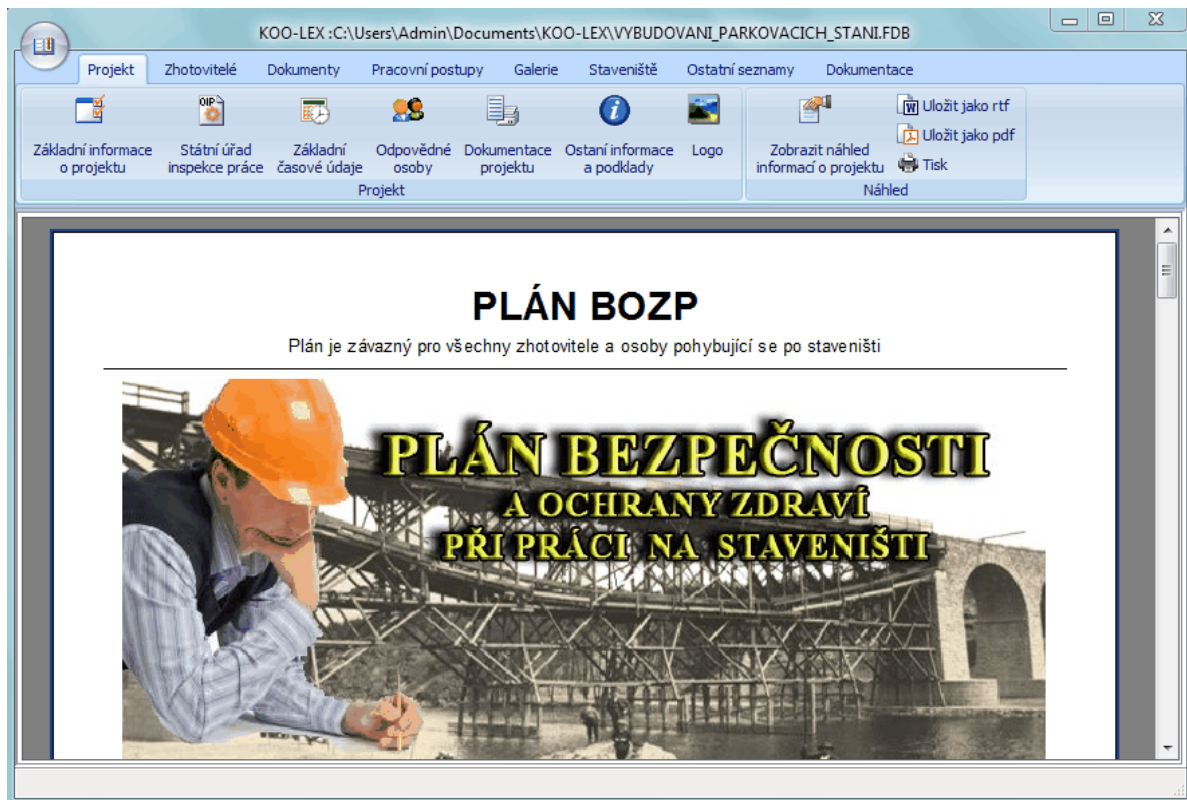 KOO-LEX :C:\Users\Admin\Documents\KOO-LEX\VYBUDOVANI_PARKOVACICH_STANI.FDB
Projekt Zhotovitelé Dokumenty Pracovní postupy Galerie Staveniště Ostatní seznamy Dokumentace
OIP
Základní informace o projektu
Státní úřad inspekce práce
Základní časové údaje
Odpovědné osoby
Dokumentace projektu
Ostaní informace a podklady
Logo
Projekt
Zobrazit náhled informací o projektu
Uložit jako rtf
Uložit jako pdf
Tisk
Náhled
PLÁN BOZP
Plán je závazný pro všechny zhotovitele a osoby pohybující se po staveništi
PLÁN BEZPEČNOSTI
A OCHRANY ZDRAVÍ
PŘI PRÁCI NA STAVENIŠTI